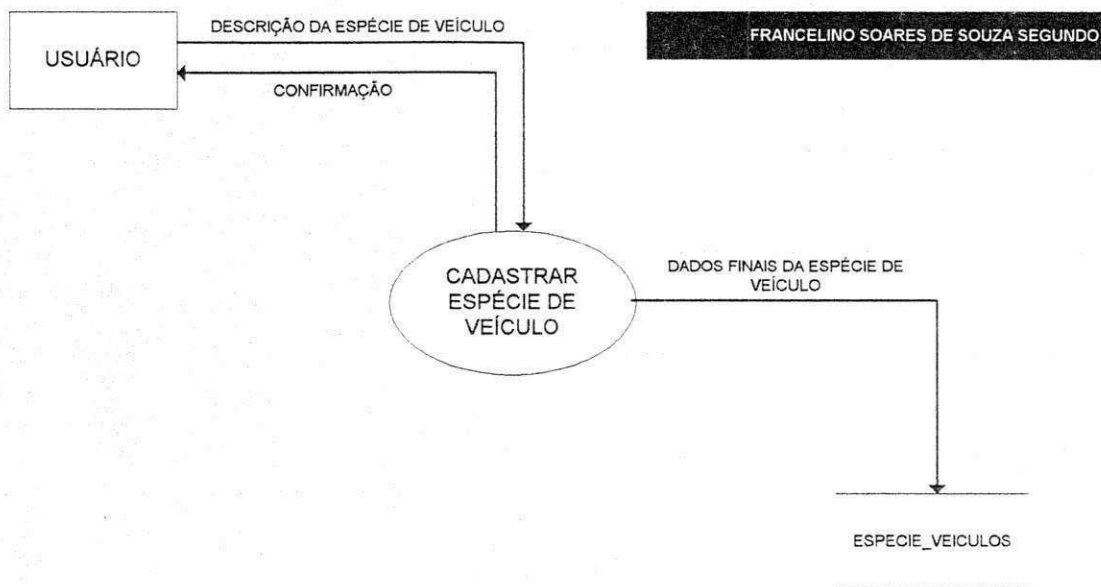 DESCRIÇÃO DA ESPÉCIE DE VEÍCULO
FRANCELINO SOARES DE SOUZA SEGUNDO
USUÁRIO
CONFIRMAÇÃO
CADASTRAR
ESPÉCIE DE
VEÍCULO
DADOS FINAIS DA ESPÉCIE DE
VEÍCULO
ESPECIE_VEICULOS